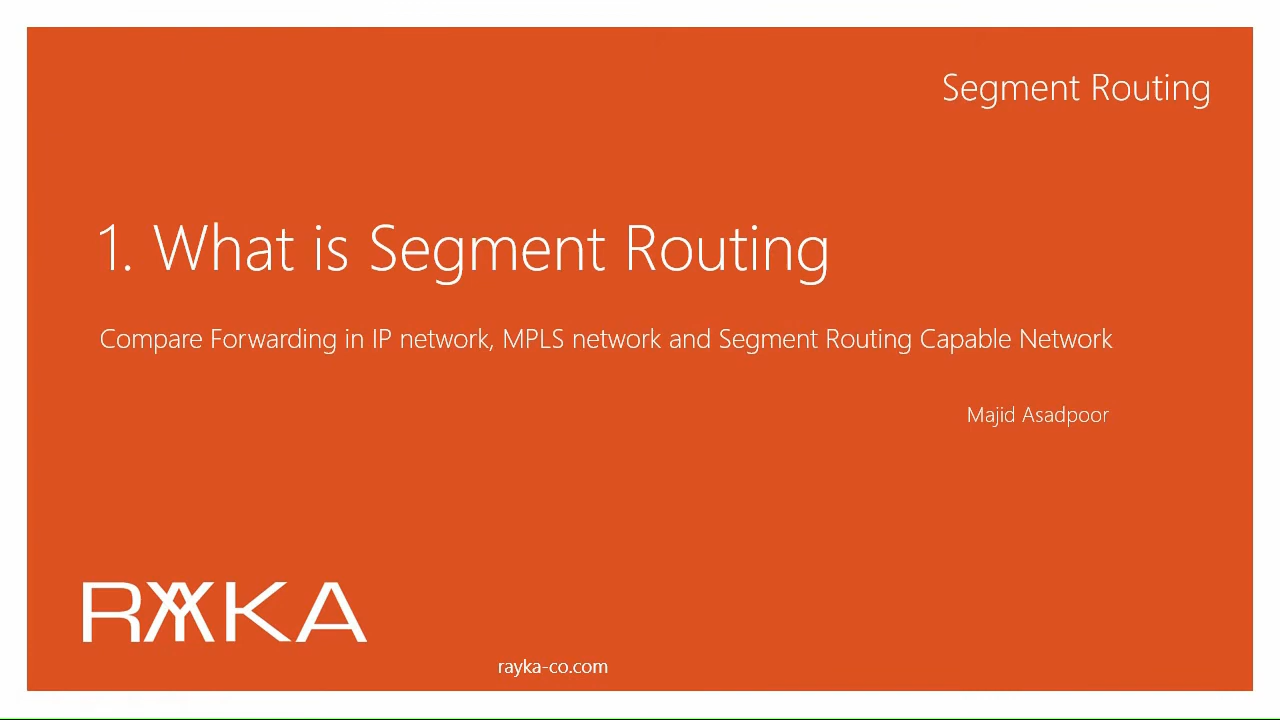 Segment Routing
1. What is Segment Routing
Compare Forwarding in IP network, MPLS network and Segment Routing Capable Network
Majid Asadpoor
RAYKA
rayka-co.com